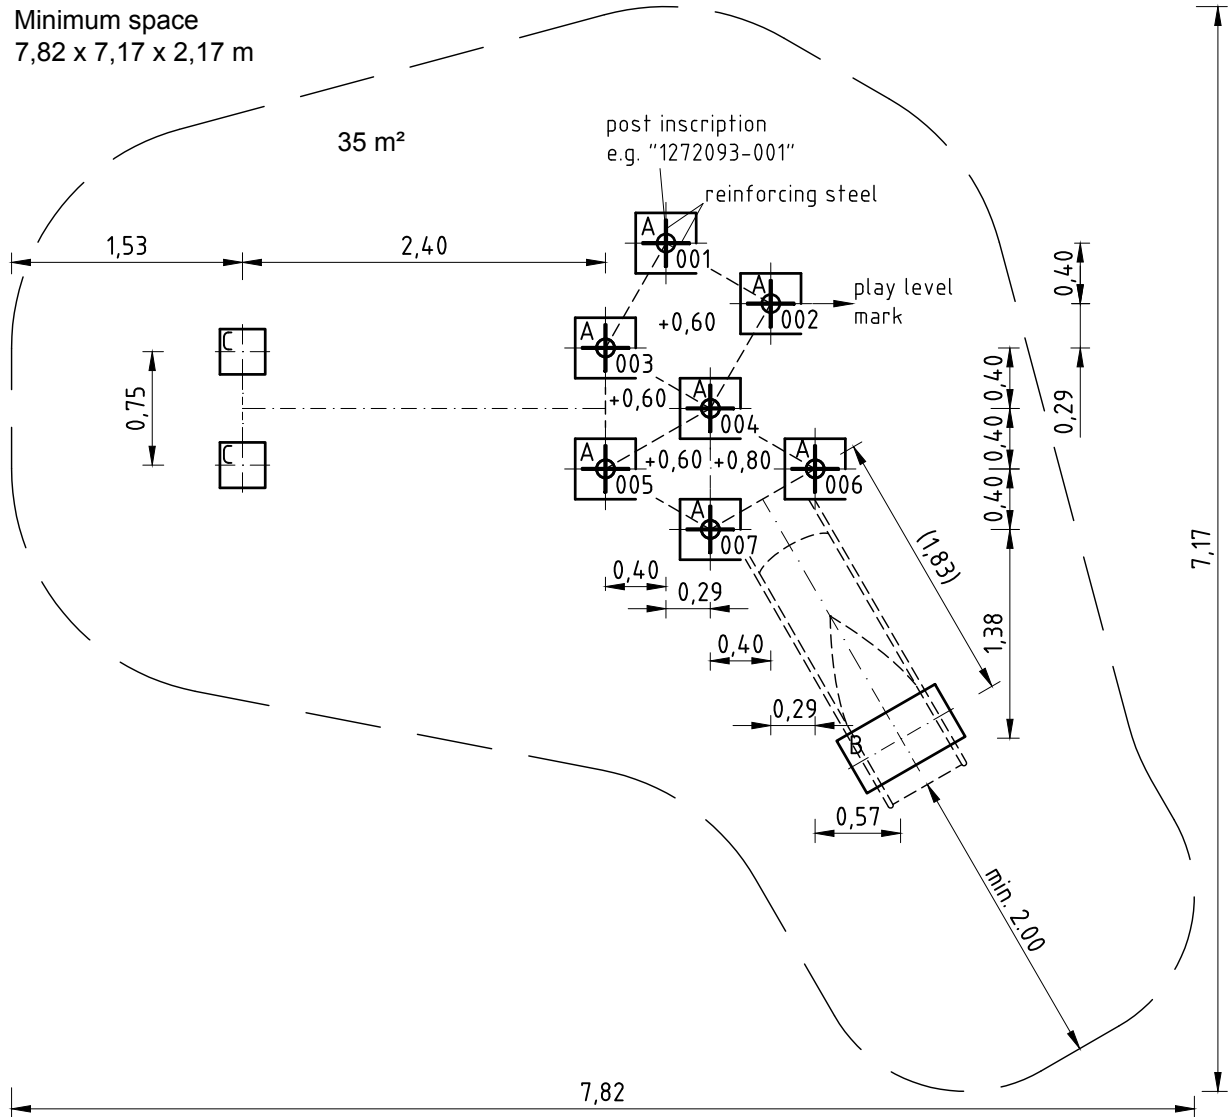 Minimum space
7,82 x 7,17 x 2,17 m
35 m²
post inscription
e.g. "1272093-001"
reinforcing steel
A
001
1,53
2,40
0,40
A
002
play level
mark
+0,60
C
A
003
0,40
0,29
0,75
+0,60
A
004
0,40
C
A
005
+0,60
+0,80
A
006
0,40
A
007
(1,83)
7,17
0,40
0,29
0,40
1,38
0,29
B
0,57
min. 2.00
7,82